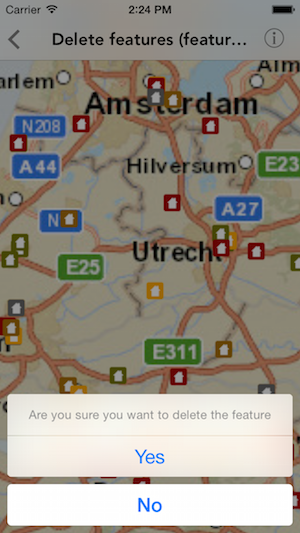 Carrier 2:24 PM
Delete features (featur...
arlem
Alm
Amsterdam
N208
A44
Hilversum
E23
A27
N
Utrecht
E25
E311
Are you sure you want to delete the feature
Yes
No